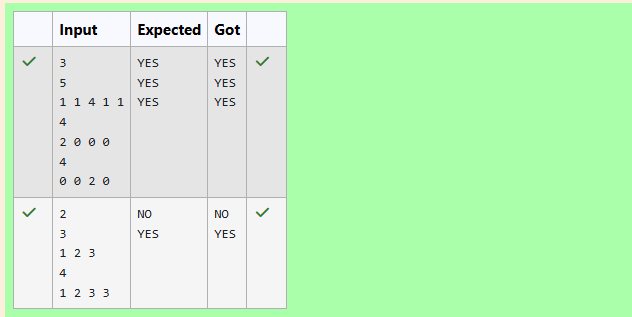 Input Expected Got
3 YES YES
5 YES YES
1 1 4 1 1 YES YES
4
2 0 0 0
4
0 0 2 0
2 NO NO
3 YES YES
1 2 3
4
1 2 3 3